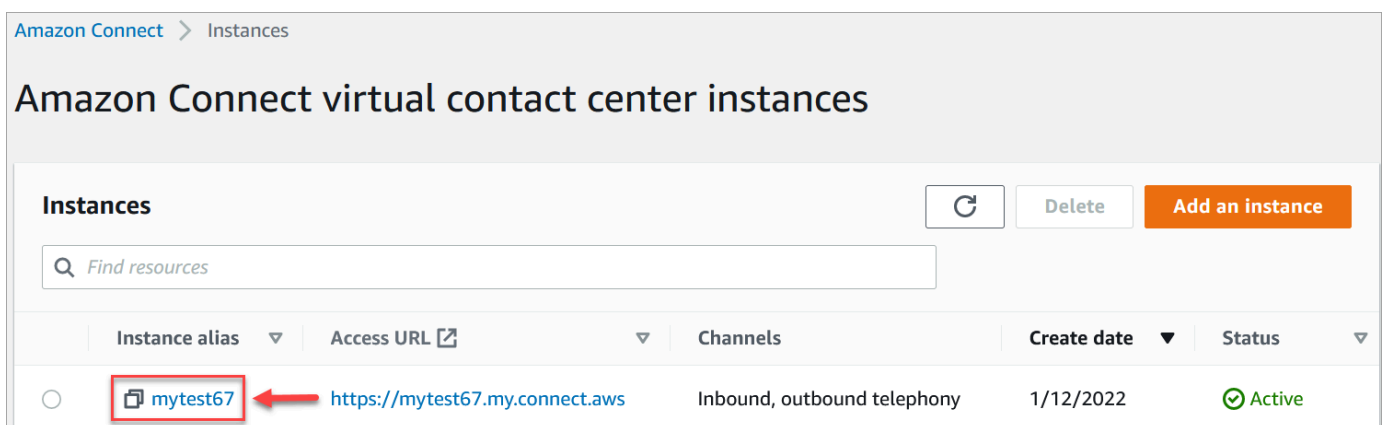 Amazon Connect > Instances
Amazon Connect virtual contact center instances
Instances Delete Add an instance
Find resources
Instance alias Access URL Channels Create date Status
mytest67 https://mytest67.my.connect.aws Inbound, outbound telephony 1/12/2022 Active